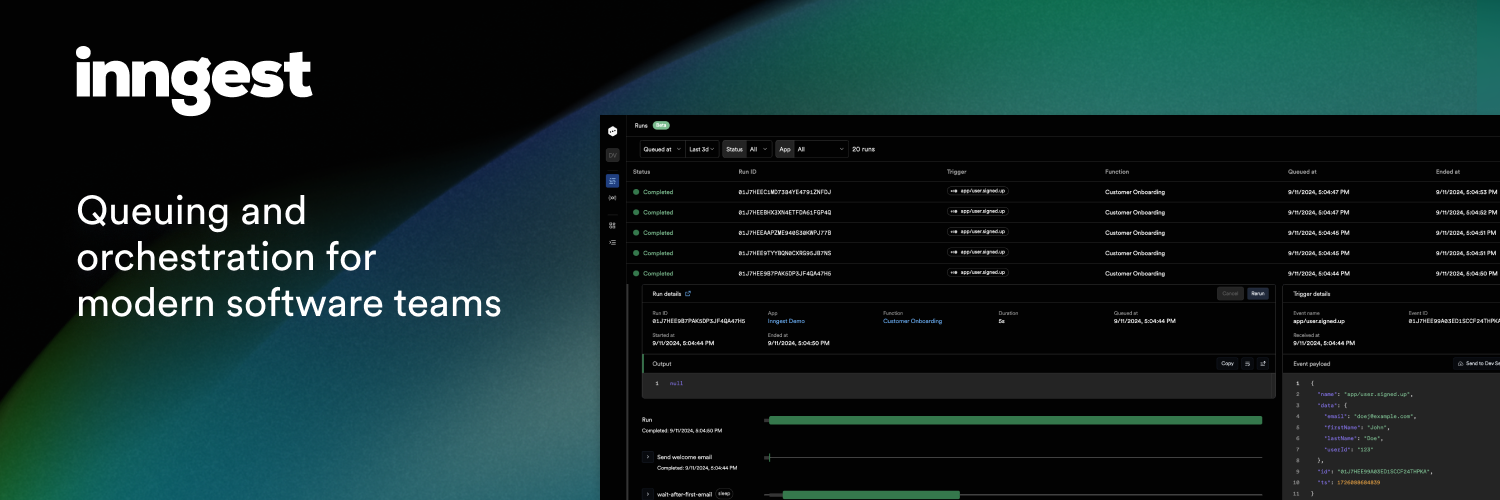 inngest
Queuing and
orchestration for
modern software teams
Runs Beta
Queued at Last 3d Status All App All 20 runs
Status Run ID Trigger Function Queued at Ended at
Completed 01J7HEEC1MD7384YE4791ZNFDJ app/user.signed.up Customer Onboarding 9/11/2024, 5:04:47 PM 9/11/2024, 5:04:53 PM
Completed 01J7HEEBHX3XN4ETFDA61FGP4Q app/user.signed.up Customer Onboarding 9/11/2024, 5:04:47 PM 9/11/2024, 5:04:52 PM
Completed 01J7HEEAAPZME940S30KWPJ77B app/user.signed.up Customer Onboarding 9/11/2024, 5:04:45 PM 9/11/2024, 5:04:51 PM
Completed 01J7HEE9TYYBQN0CXRG95JB7NS app/user.signed.up Customer Onboarding 9/11/2024, 5:04:45 PM 9/11/2024, 5:04:51 PM
Completed 01J7HEE9B7PAK5DP3JF4QA47H5 app/user.signed.up Customer Onboarding 9/11/2024, 5:04:44 PM 9/11/2024, 5:04:50 PM
Run details Cancel Rerun Trigger details
Run ID App Function Duration Queued at Event name Event ID
01J7HEE9B7PAK5DP3JF4QA47H5 Inngest Demo Customer Onboarding 5s 9/11/2024, 5:04:44 PM app/user.signed.up 01J7HEE99A03ED15CCF24THPKA
Started at Ended at Received at
9/11/2024, 5:04:44 PM 9/11/2024, 5:04:50 PM 9/11/2024, 5:04:44 PM
Output Copy Event payload Send to Dev Se
1 null
1 {
2 "name": "app/user.signed.up",
3 "data": {
4 "email": "doej@example.com",
5 "firstName": "John",
6 "lastName": "Doe",
7 "userId": "123"
8 },
9 "id": "01J7HEE99A03ED15CCF24THPKA",
10 "ts": 1726088684839
11 }
Run
Completed: 9/11/2024, 5:04:50 PM
Send welcome email
Completed: 9/11/2024, 5:04:44 PM
wait-after-first-email sleep